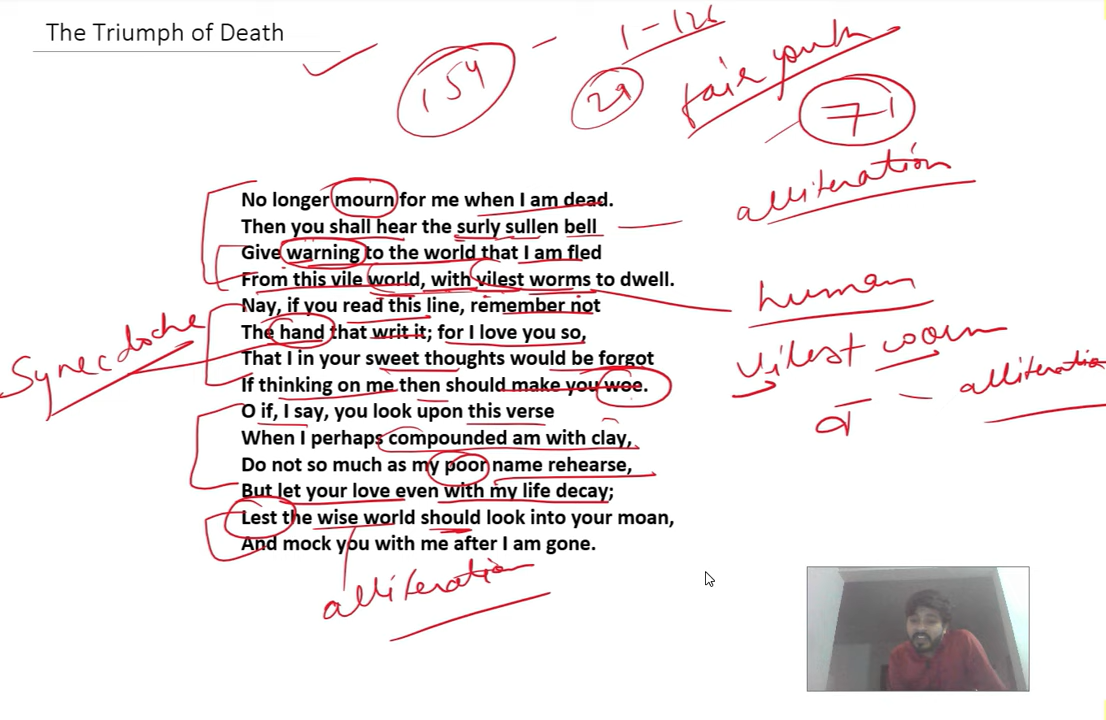 The Triumph of Death
154 — 1-126
29
fair youth
71
alliteration
No longer mourn for me when I am dead.
Then you shall hear the surly sullen bell
Give warning to the world that I am fled
From this vile world, with vilest worms to dwell.
Nay, if you read this line, remember not
The hand that writ it; for I love you so,
That I in your sweet thoughts would be forgot
If thinking on me then should make you woe.
O if, I say, you look upon this verse
When I perhaps compounded am with clay,
Do not so much as my poor name rehearse,
But let your love even with my life decay;
Lest the wise world should look into your moan,
And mock you with me after I am gone.
Synecdoche
human
vilest worm
व — alliteration
alliteration